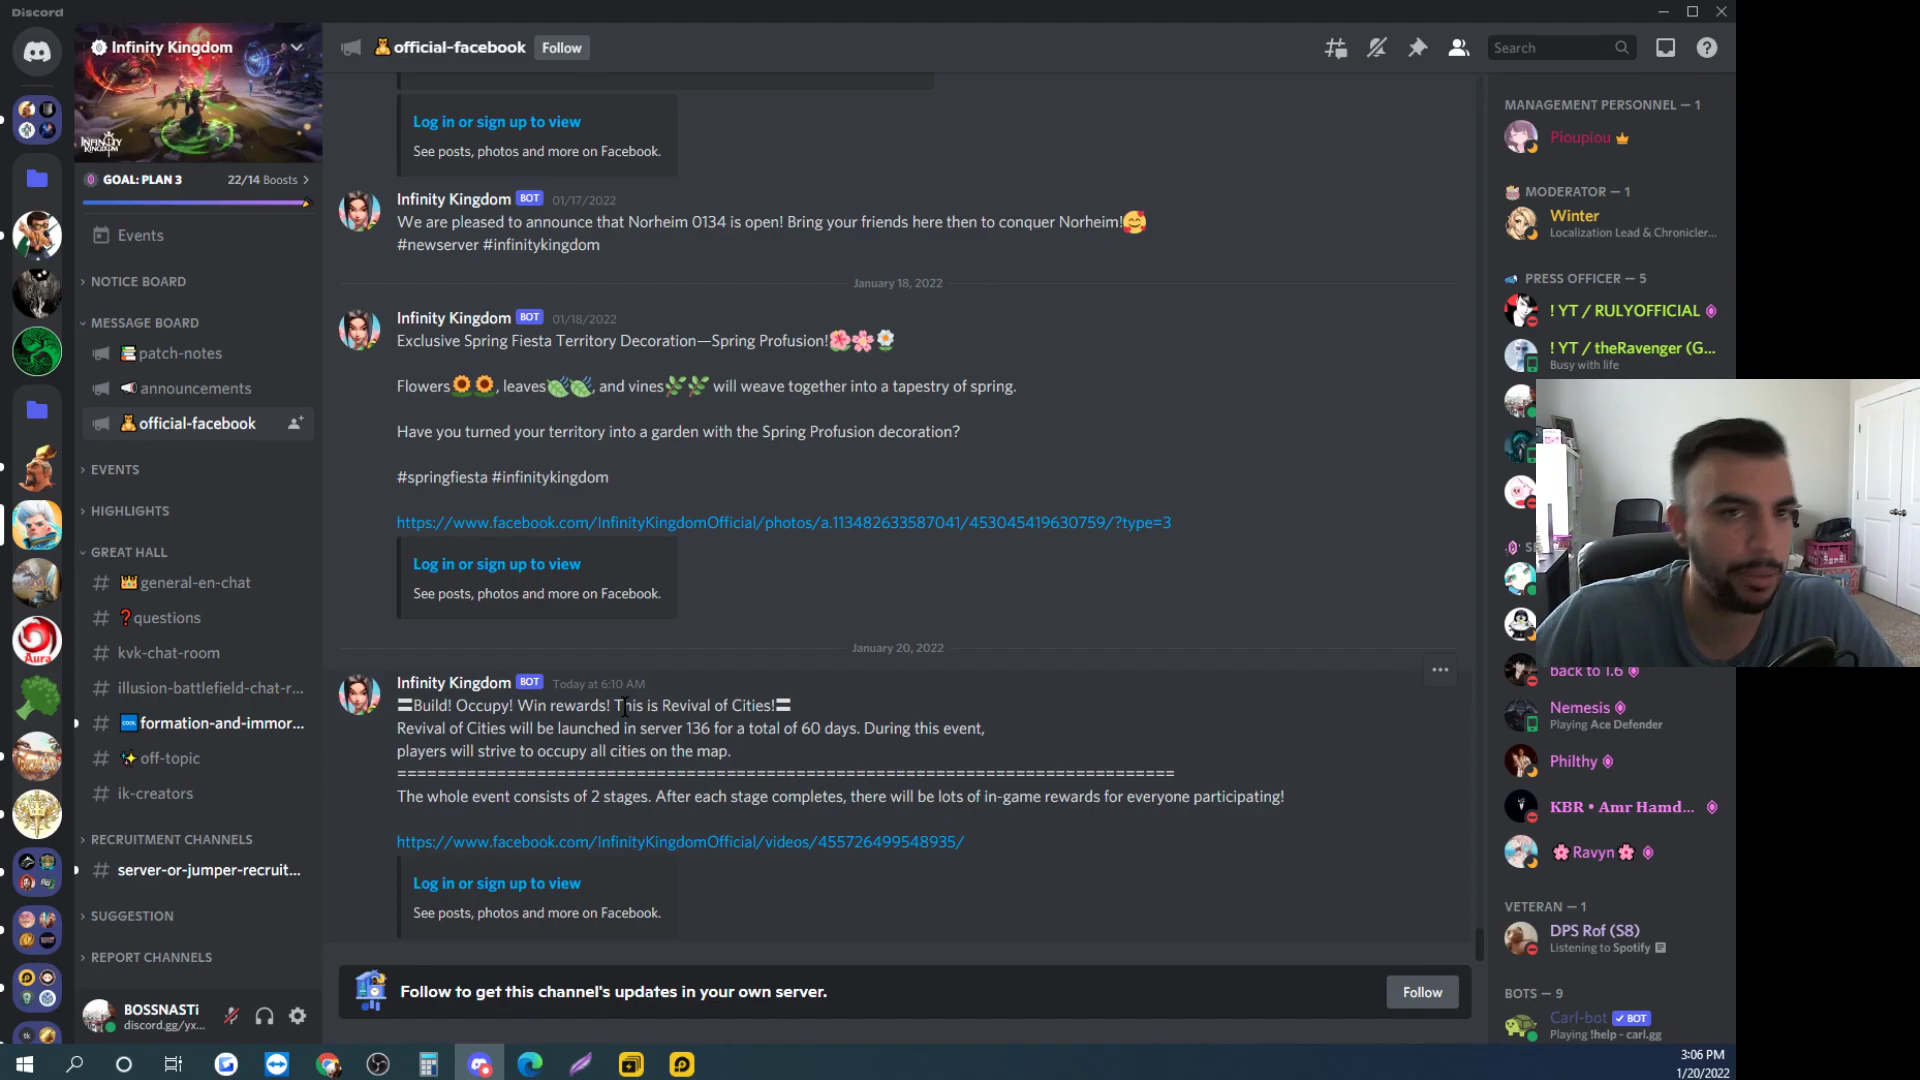 Discord
Infinity Kingdom
INFINITY KINGDOM
GOAL: PLAN 3
22/14 Boosts
Events
NOTICE BOARD
MESSAGE BOARD
patch-notes
announcements
official-facebook
EVENTS
HIGHLIGHTS
GREAT HALL
general-en-chat
questions
kvk-chat-room
illusion-battlefield-chat-r...
formation-and-immor...
off-topic
ik-creators
RECRUITMENT CHANNELS
server-or-jumper-recruit...
SUGGESTION
REPORT CHANNELS
BOSSNASTi
discord.gg/yx...
Aura
official-facebook
Follow
Search
Log in or sign up to view
See posts, photos and more on Facebook.
Infinity Kingdom BOT 01/17/2022
We are pleased to announce that Norheim 0134 is open! Bring your friends here then to conquer Norheim!
#newserver #infinitykingdom
January 18, 2022
Infinity Kingdom BOT 01/18/2022
Exclusive Spring Fiesta Territory Decoration—Spring Profusion!
Flowers, leaves, and vines will weave together into a tapestry of spring.
Have you turned your territory into a garden with the Spring Profusion decoration?
#springfiesta #infinitykingdom
https://www.facebook.com/InfinityKingdomOfficial/photos/a.113482633587041/453045419630759/?type=3
Log in or sign up to view
See posts, photos and more on Facebook.
January 20, 2022
Infinity Kingdom BOT Today at 6:10 AM
〓Build! Occupy! Win rewards! This is Revival of Cities!〓
Revival of Cities will be launched in server 136 for a total of 60 days. During this event,
players will strive to occupy all cities on the map.
==============================================================================
The whole event consists of 2 stages. After each stage completes, there will be lots of in-game rewards for everyone participating!
https://www.facebook.com/InfinityKingdomOfficial/videos/455726499548935/
Log in or sign up to view
See posts, photos and more on Facebook.
Follow to get this channel's updates in your own server.
Follow
MANAGEMENT PERSONNEL — 1
Pioupiou
MODERATOR — 1
Winter
Localization Lead & Chronicler...
PRESS OFFICER — 5
! YT / RULYOFFICIAL
! YT / theRavenger (G...
Busy with life
back to 1.6
Nemesis
Playing Ace Defender
Philthy
KBR • Amr Hamd...
Ravyn
VETERAN — 1
DPS Rof (S8)
Listening to Spotify
BOTS — 9
Carl-bot BOT
Playing !help - carl.gg
3:06 PM
1/20/2022